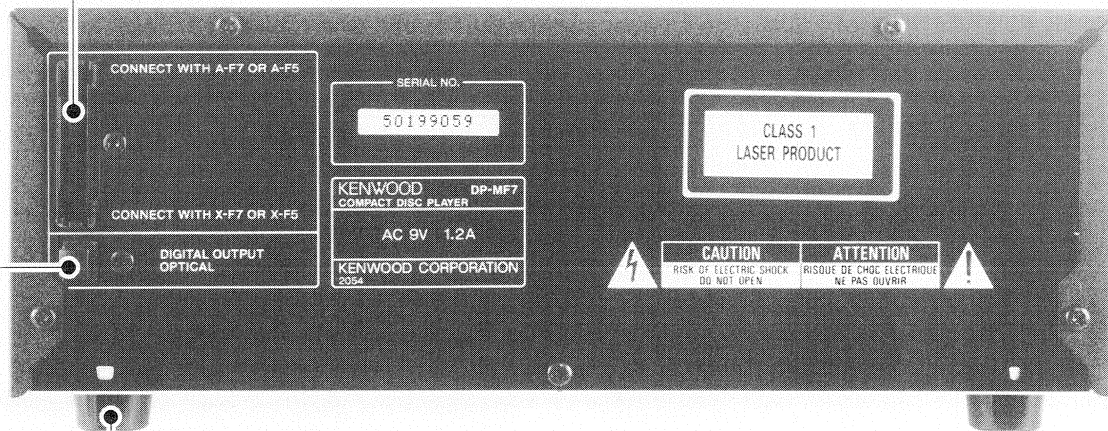 CONNECT WITH A-F7 OR A-F5
CONNECT WITH X-F7 OR X-F5
DIGITAL OUTPUT
OPTICAL
SERIAL NO.
50199059
KENWOOD DP-MF7
COMPACT DISC PLAYER
AC 9V 1.2A
KENWOOD CORPORATION
2054
CLASS 1
LASER PRODUCT
CAUTION
RISK OF ELECTRIC SHOCK
DO NOT OPEN
ATTENTION
RISQUE DE CHOC ELECTRIQUE
NE PAS OUVRIR